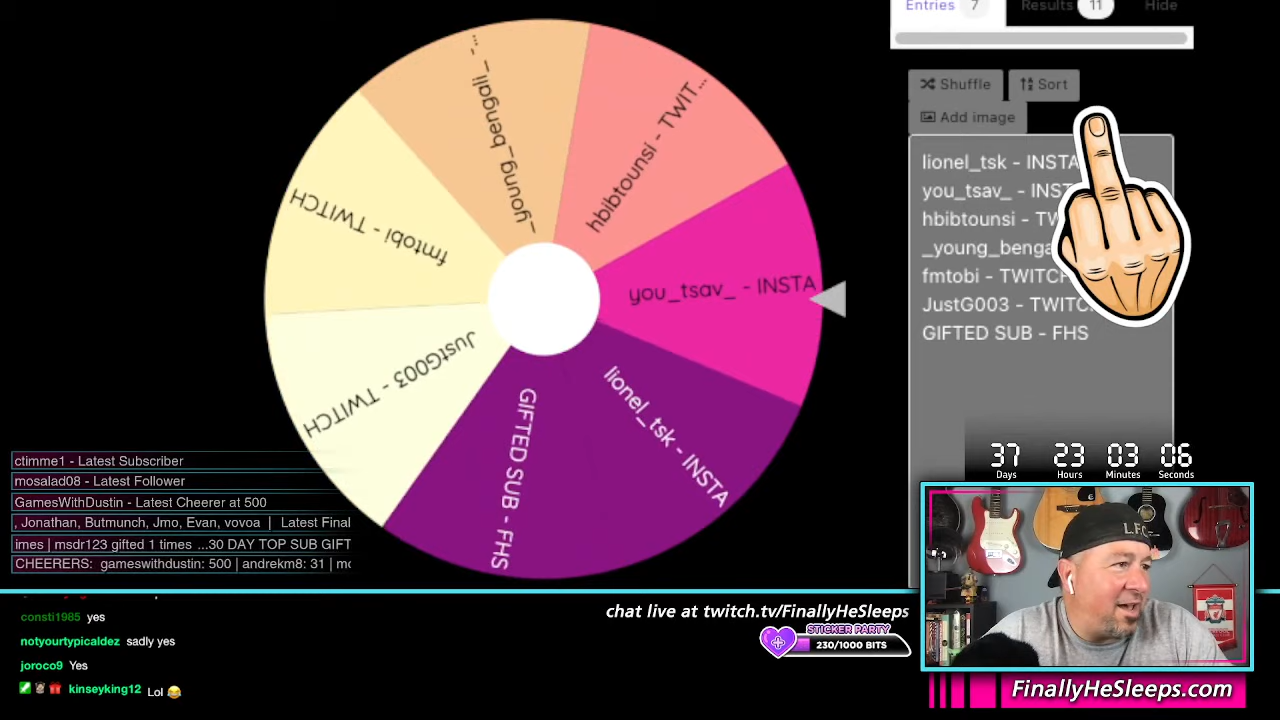 Entries 7 Results 11 Hide
Shuffle Sort
Add image
lionel_tsk - INSTA
you_tsav_ - INST
hbibtounsi - TW
_young_benga
fmtobi - TWITCH
JustG003 - TWITC
GIFTED SUB - FHS
_young_bengali_ - ...
hbibtounsi - TWIT...
you_tsav_ - INSTA
lionel_tsk - INSTA
GIFTED SUB - FHS
JustG003 - TWITCH
fmtobi - TWITCH
37 23 03 06
Days Hours Minutes Seconds
ctimme1 - Latest Subscriber
mosalad08 - Latest Follower
GamesWithDustin - Latest Cheerer at 500
, Jonathan, Butmunch, Jmo, Evan, vovoa | Latest Final
imes | msdr123 gifted 1 times ...30 DAY TOP SUB GIFT
CHEERERS: gameswithdustin: 500 | andrekm8: 31 | mo
consti1985 yes
notyourtypicaldez sadly yes
joroco9 Yes
kinseyking12 Lol 😂
chat live at twitch.tv/FinallyHeSleeps
STICKER PARTY
230/1000 BITS
L.F.C.
FinallyHeSleeps.com